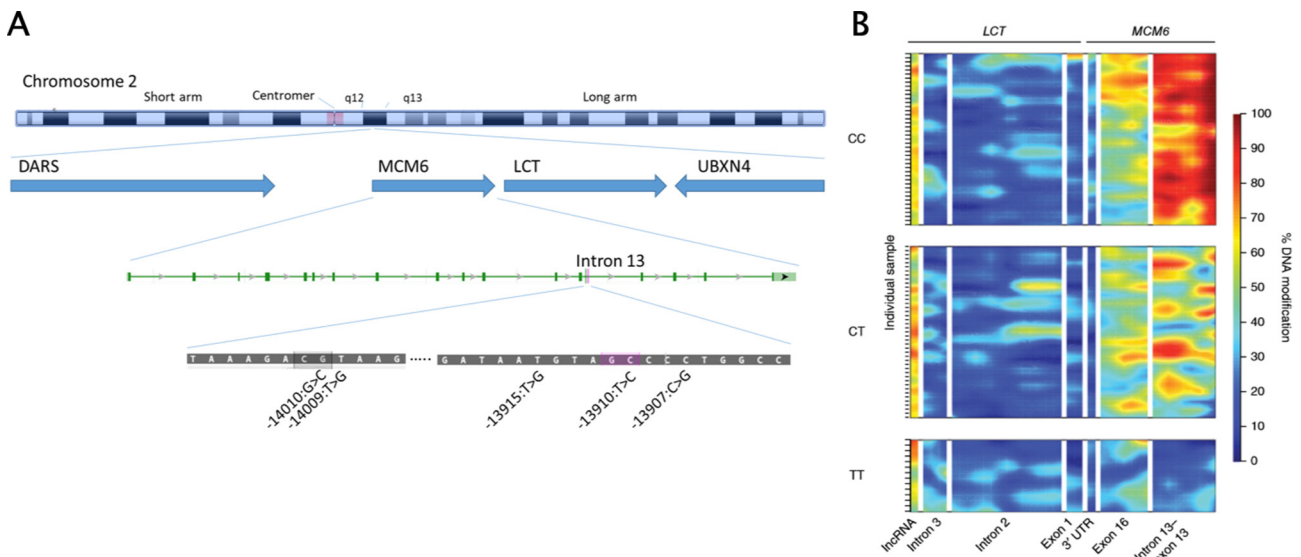 A
Chromosome 2
Short arm
Centromer
q12
q13
Long arm
DARS
MCM6
LCT
UBXN4
Intron 13
T A A A G A C G T A A G ..... G A T A A T G T A G C C C C T G G C C
-14010:G>C
-14009:T>G
-13915:T>G
-13910:T>C
-13907:C>G
B
LCT
MCM6
CC
CT
TT
Individual sample
100
90
80
70
60
50
40
30
20
10
0
% DNA modification
lncRNA
Intron 3
Intron 2
Exon 1
3' UTR
Exon 16
Intron 13–
exon 13